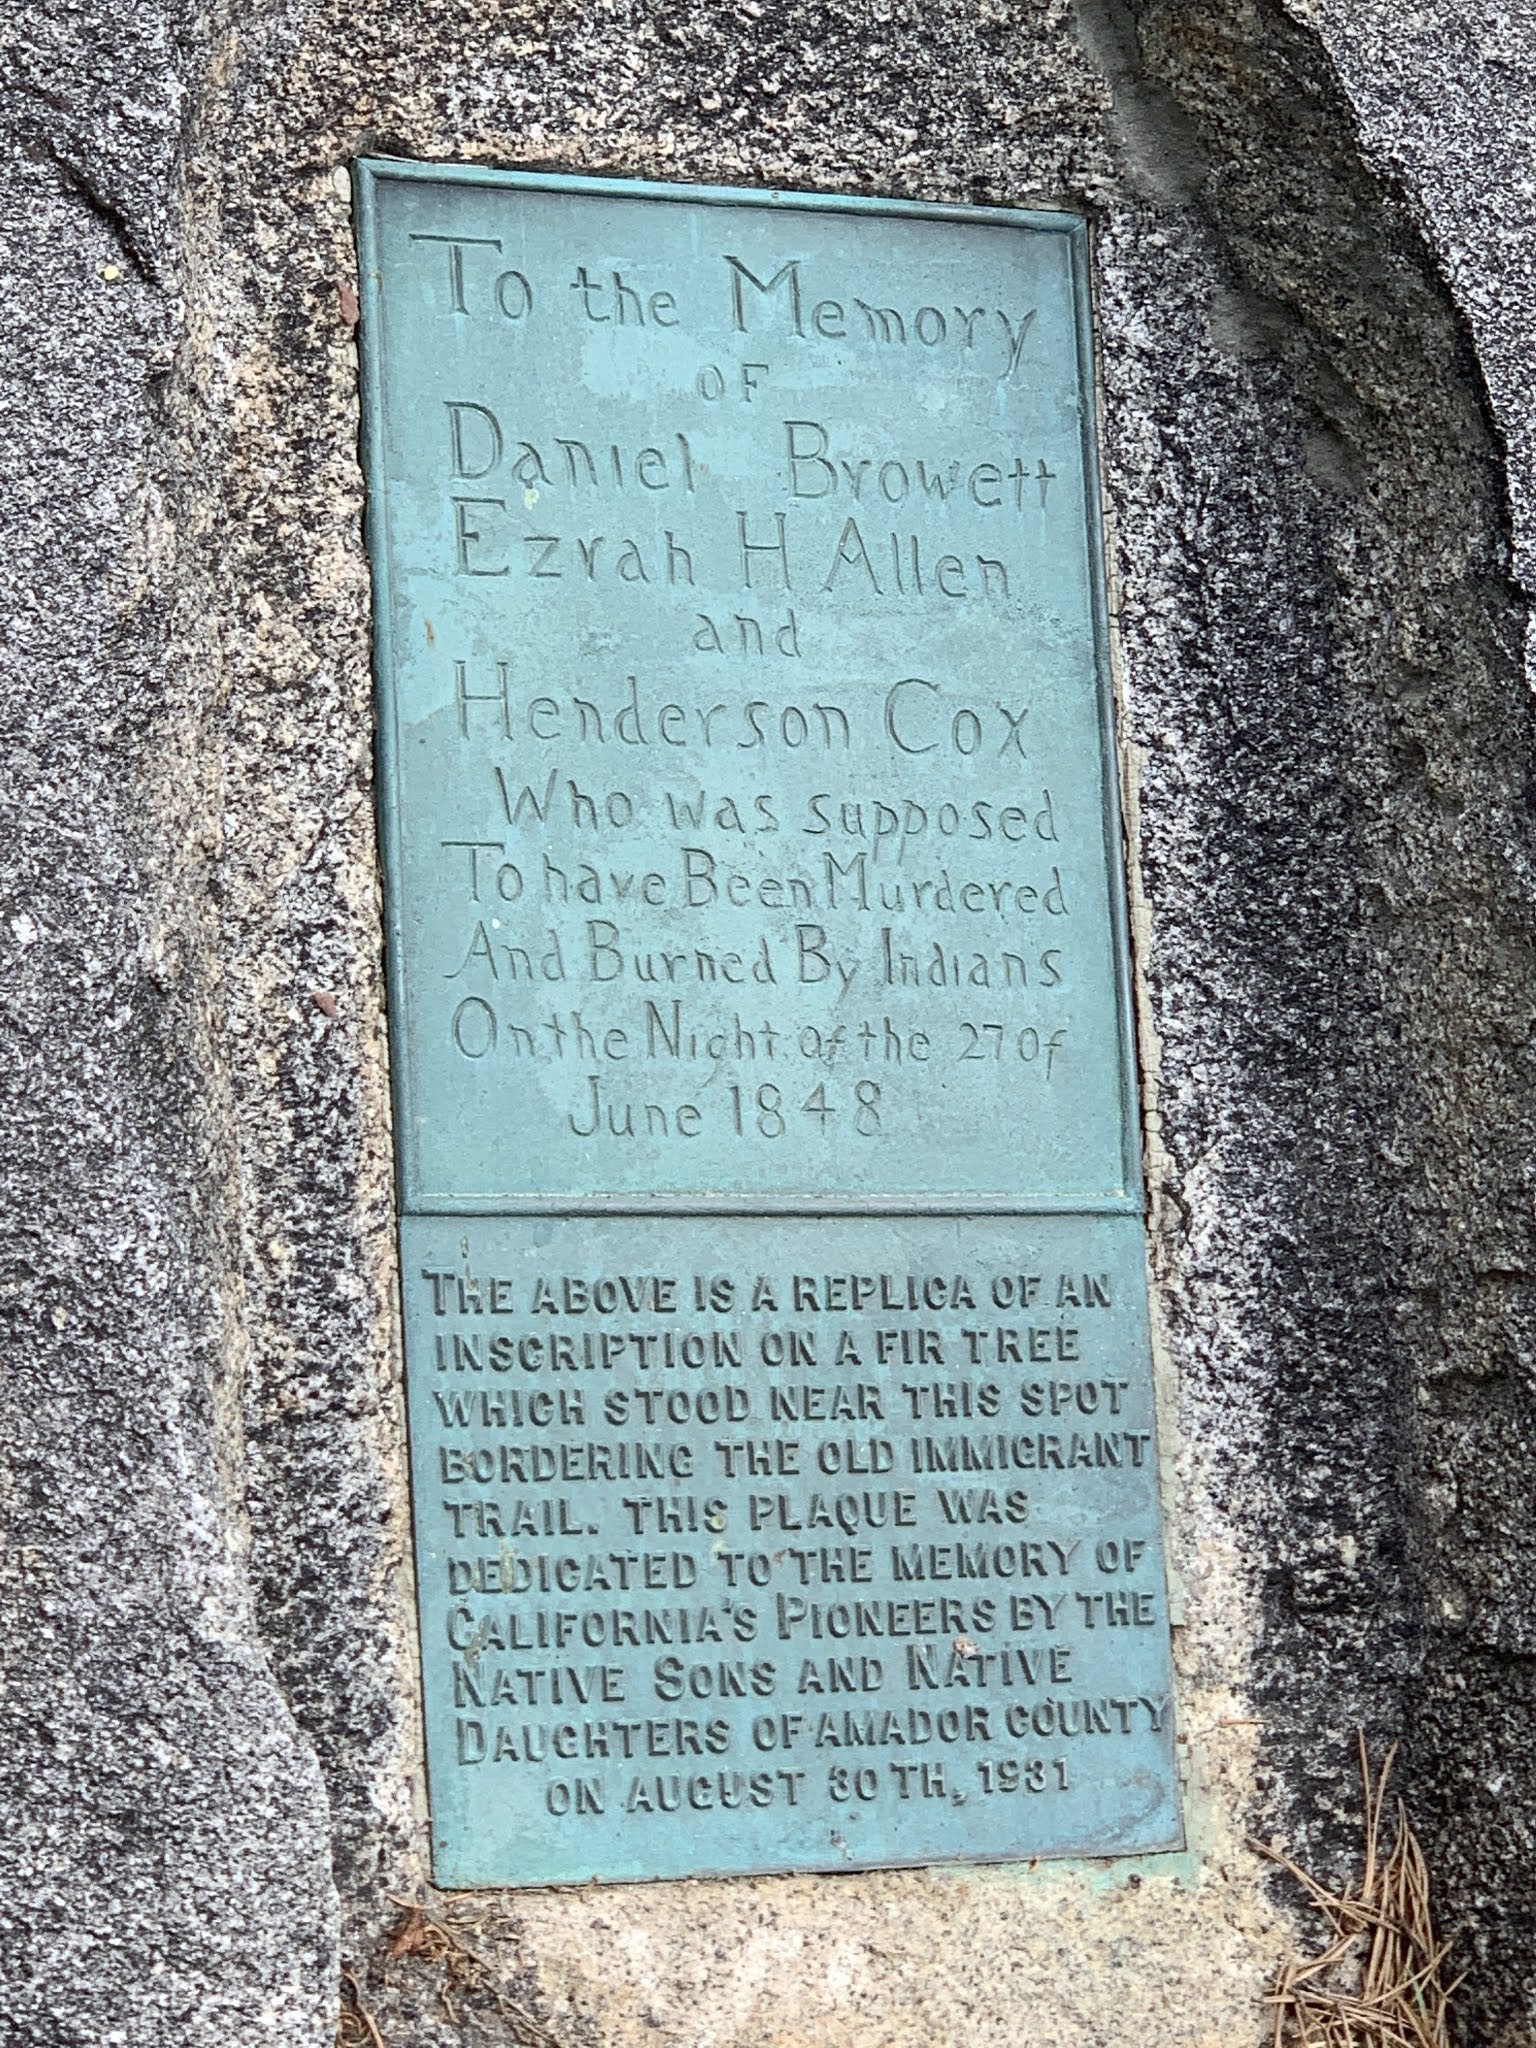 To the Memory
OF
Daniel Browett
Ezrah H Allen
and
Henderson Cox
Who was supposed
To have Been Murdered
And Burned By Indians
On the Night of the 27 of
June 1848
THE ABOVE IS A REPLICA OF AN
INSCRIPTION ON A FIR TREE
WHICH STOOD NEAR THIS SPOT
BORDERING THE OLD IMMIGRANT
TRAIL. THIS PLAQUE WAS
DEDICATED TO THE MEMORY OF
CALIFORNIA'S PIONEERS BY THE
NATIVE SONS AND NATIVE
DAUGHTERS OF AMADOR COUNTY
ON AUGUST 30TH, 1931